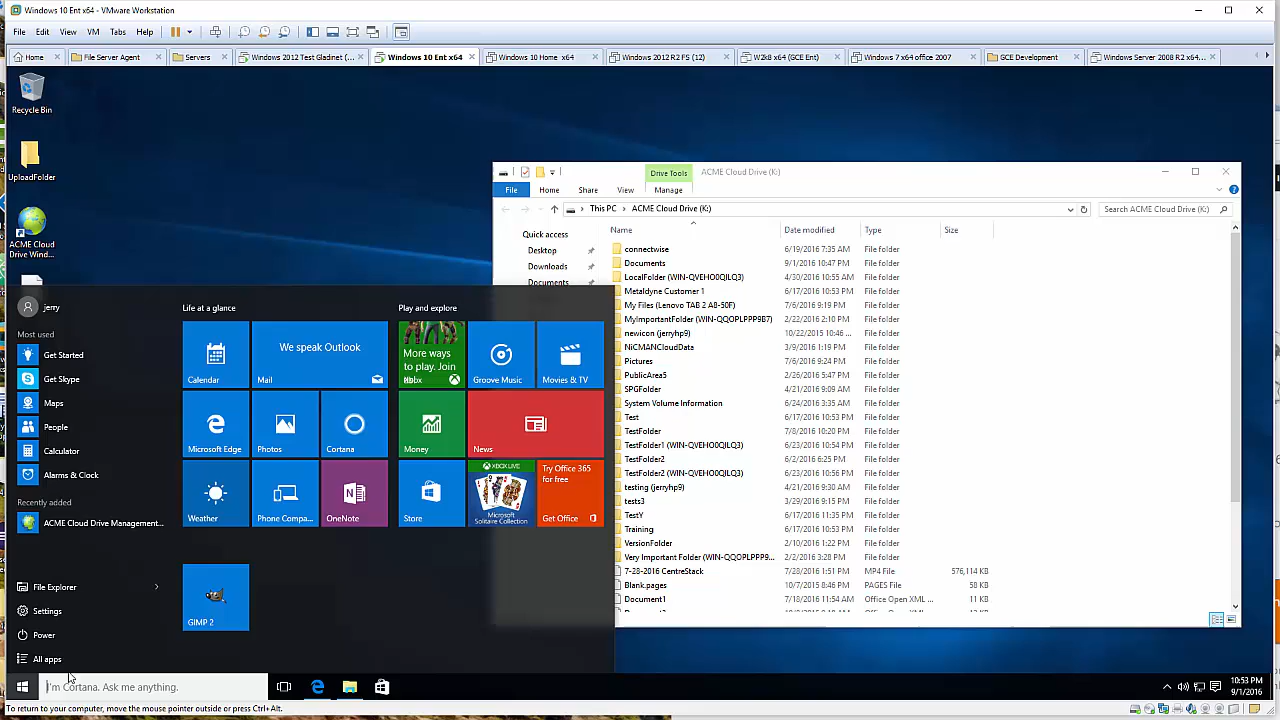 Windows 10 Ent x64 - VMware Workstation
File Edit View VM Tabs Help
Home File Server Agent Servers Windows 2012 Test Gladinet (... Windows 10 Ent x64 Windows 10 Home x64 Windows 2012 R2 FS (12) W2k8 x64 (GCE Ent) Windows 7 x64 office 2007 GCE Development Windows Server 2008 R2 x64...
Recycle Bin
UploadFolder
ACME Cloud
Drive Wind...
Drive Tools ACME Cloud Drive (K:)
File Home Share View Manage
This PC ACME Cloud Drive (K:) Search ACME Cloud Drive (K:)
Quick access
Desktop
Downloads
Documents
Name Date modified Type Size
connectwise 6/19/2016 7:35 AM File folder
Documents 9/1/2016 10:47 PM File folder
LocalFolder (WIN-QVEHO0QILQ3) 4/30/2016 10:55 AM File folder
Metaldyne Customer 1 6/17/2016 10:53 PM File folder
My Files (Lenovo TAB 2 A8-50F) 7/6/2016 9:19 PM File folder
MyImportantFolder (WIN-QQOPLPPP9B7) 2/22/2016 2:10 PM File folder
newicon (jerryhp9) 10/22/2015 10:46 ... File folder
NiCMANCloudData 3/9/2016 1:19 PM File folder
Pictures 7/6/2016 9:24 PM File folder
PublicArea5 2/26/2016 5:47 PM File folder
SPGFolder 4/21/2016 9:09 AM File folder
System Volume Information 6/24/2016 3:35 AM File folder
Test 6/17/2016 10:53 PM File folder
TestFolder 7/8/2016 10:20 PM File folder
TestFolder1 (WIN-QVEHO0QILQ3) 6/23/2016 10:54 PM File folder
TestFolder2 2/22/2016 6:25 PM File folder
TestFolder2 (WIN-QVEHO0QILQ3) 6/23/2016 10:56 PM File folder
testing (jerryhp9) 4/21/2016 9:30 AM File folder
tests3 3/29/2016 9:15 PM File folder
TestY 6/17/2016 11:35 PM File folder
Training 6/17/2016 10:53 PM File folder
VersionFolder 2/10/2016 1:22 PM File folder
Very Important Folder (WIN-QQOPLPPP9... 2/2/2016 3:28 PM File folder
7-28-2016 CentreStack 7/28/2016 1:51 PM MP4 File 576,114 KB
Blank.pages 10/7/2015 8:46 PM PAGES File 58 KB
Document1 7/18/2016 11:54 AM Office Open XML ... 11 KB
jerry
Most used
Get Started
Get Skype
Maps
People
Calculator
Alarms & Clock
Recently added
ACME Cloud Drive Management...
File Explorer
Settings
Power
All apps
Life at a glance
Calendar
We speak Outlook
Mail
Microsoft Edge
Photos
Cortana
Weather
Phone Compa...
OneNote
GIMP 2
Play and explore
More ways
to play. Join
Groove Music
Movies & TV
Money
News
Store
XBOX LIVE
Microsoft
Solitaire Collection
Try Office 365
for free
Get Office
I'm Cortana. Ask me anything.
10:53 PM
9/1/2016
To return to your computer, move the mouse pointer outside or press Ctrl+Alt.